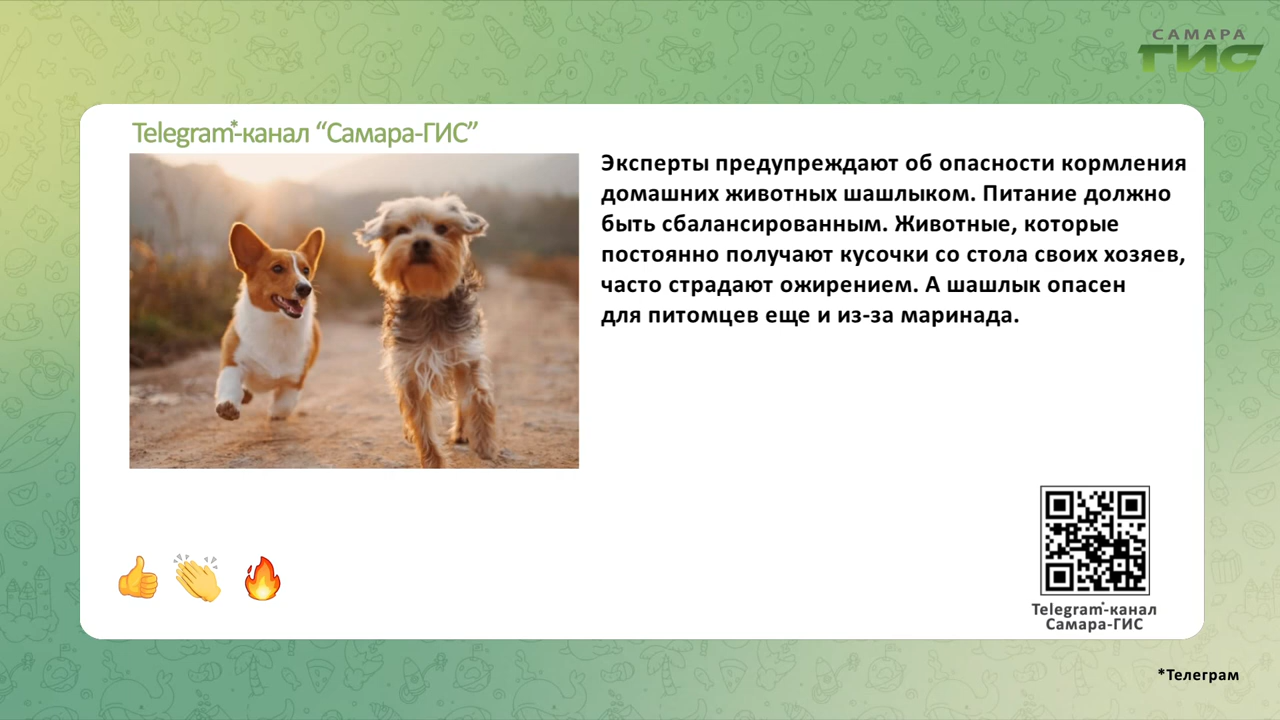 САМАРА
ГИС
Telegram*-канал “Самара-ГИС”
Эксперты предупреждают об опасности кормления
домашних животных шашлыком. Питание должно
быть сбалансированным. Животные, которые
постоянно получают кусочки со стола своих хозяев,
часто страдают ожирением. А шашлык опасен
для питомцев еще и из-за маринада.
Telegram*-канал
Самара-ГИС
*Телеграм